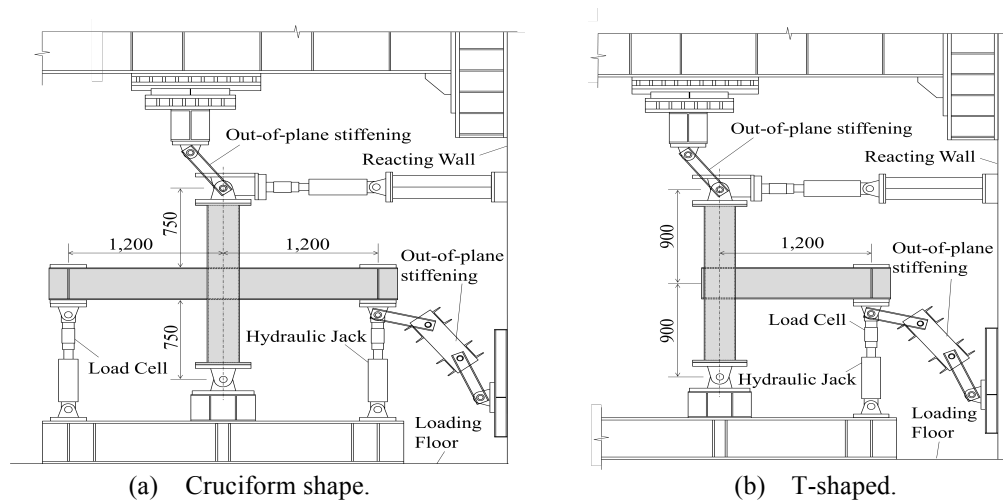 Out-of-plane stiffening
Reacting Wall
750
1,200
1,200
Out-of-plane
stiffening
750
Hydraulic Jack
Load Cell
Loading
Floor
(a) Cruciform shape.
Out-of-plane stiffening
Reacting Wall
900
1,200
Out-of-plane
stiffening
900
Load Cell
Hydraulic Jack
Loading
Floor
(b) T-shaped.